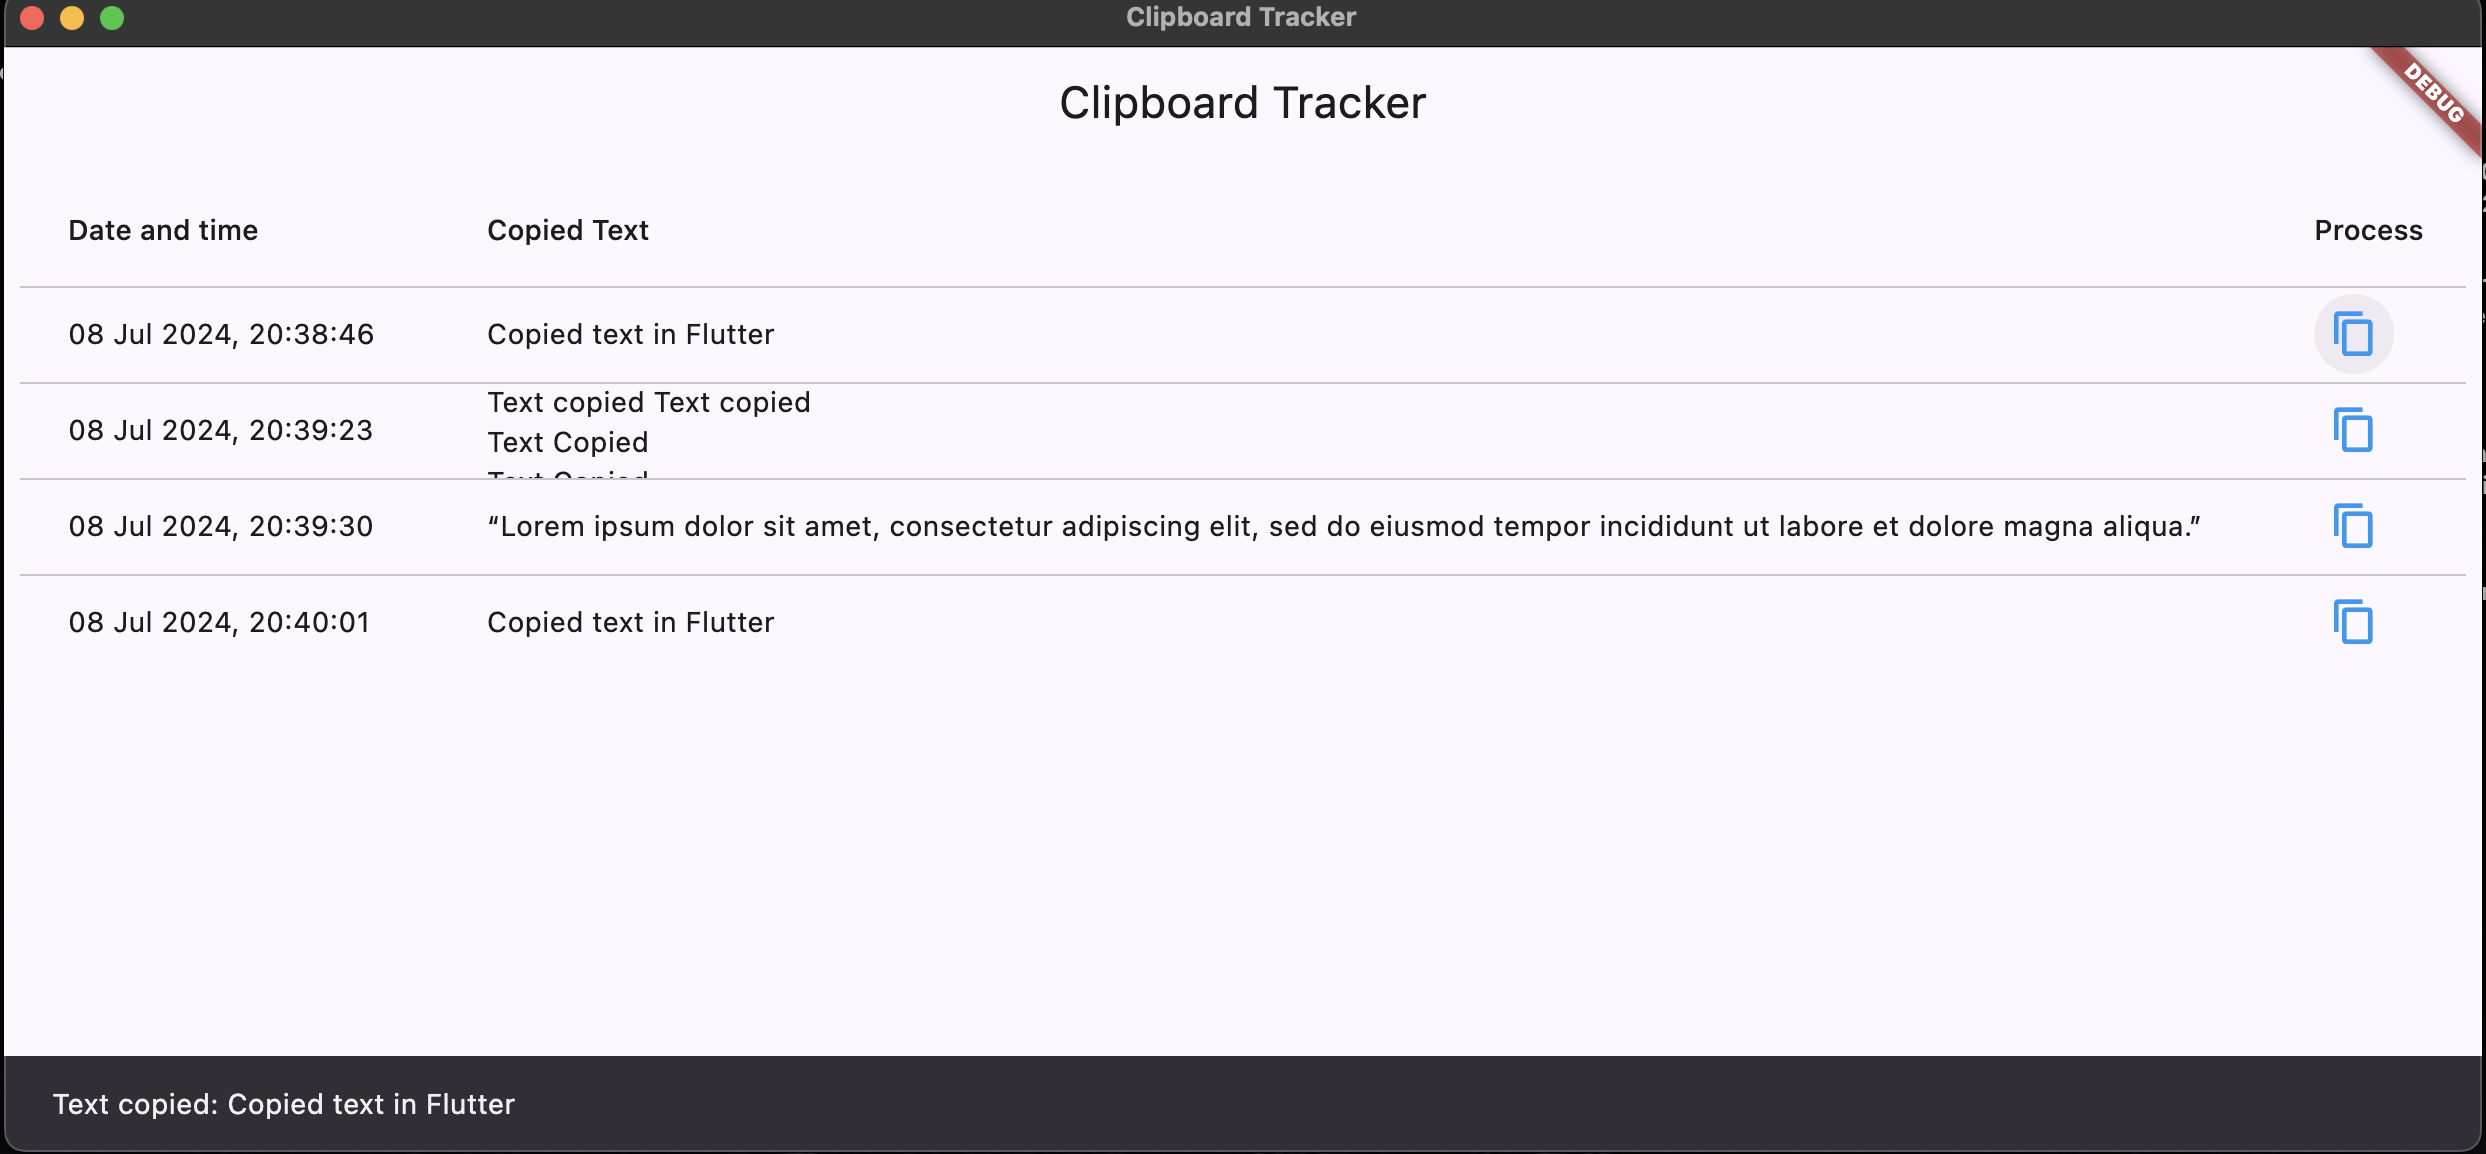 Clipboard Tracker
DEBUG
Clipboard Tracker
Date and time Copied Text Process
08 Jul 2024, 20:38:46 Copied text in Flutter
Text copied Text copied
08 Jul 2024, 20:39:23
Text Copied
Text Copied
08 Jul 2024, 20:39:30 “Lorem ipsum dolor sit amet, consectetur adipiscing elit, sed do eiusmod tempor incididunt ut labore et dolore magna aliqua.”
08 Jul 2024, 20:40:01 Copied text in Flutter
Text copied: Copied text in Flutter